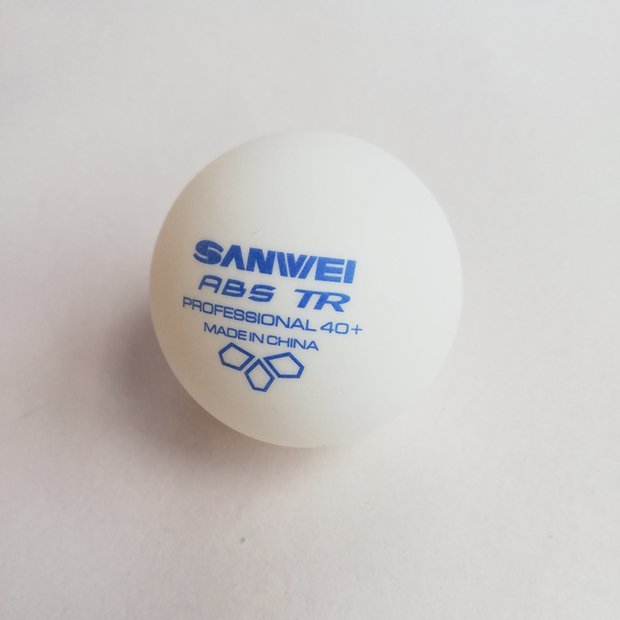 SANWEI
ABS TR
PROFESSIONAL 40+
MADE IN CHINA